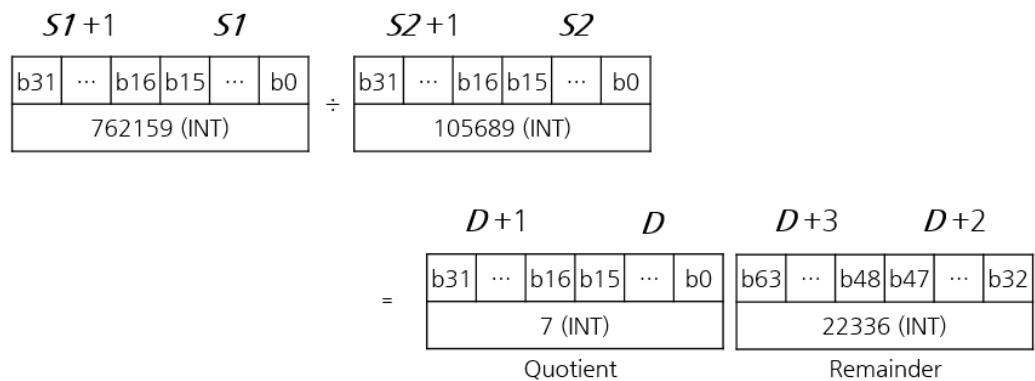 S1+1 S1 S2+1 S2
b31 ⋯ b16 b15 ⋯ b0 ÷ b31 ⋯ b16 b15 ⋯ b0
762159 (INT) 105689 (INT)
D+1 D D+3 D+2
= b31 ⋯ b16 b15 ⋯ b0 b63 ⋯ b48 b47 ⋯ b32
7 (INT) 22336 (INT)
Quotient Remainder